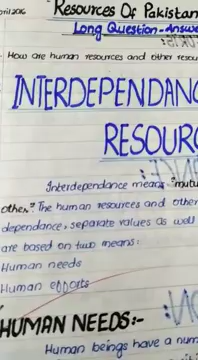 April 2016
Resources Of Pakistan
Long Question-Answe
How are human resources and other resou
INTERDEPENDANC
RESOURC
Interdependance means "mutu
other." The human resources and other
dependance, separate values as well
are based on two means:
Human needs
Human efforts
HUMAN NEEDS:-
Human beings have a num